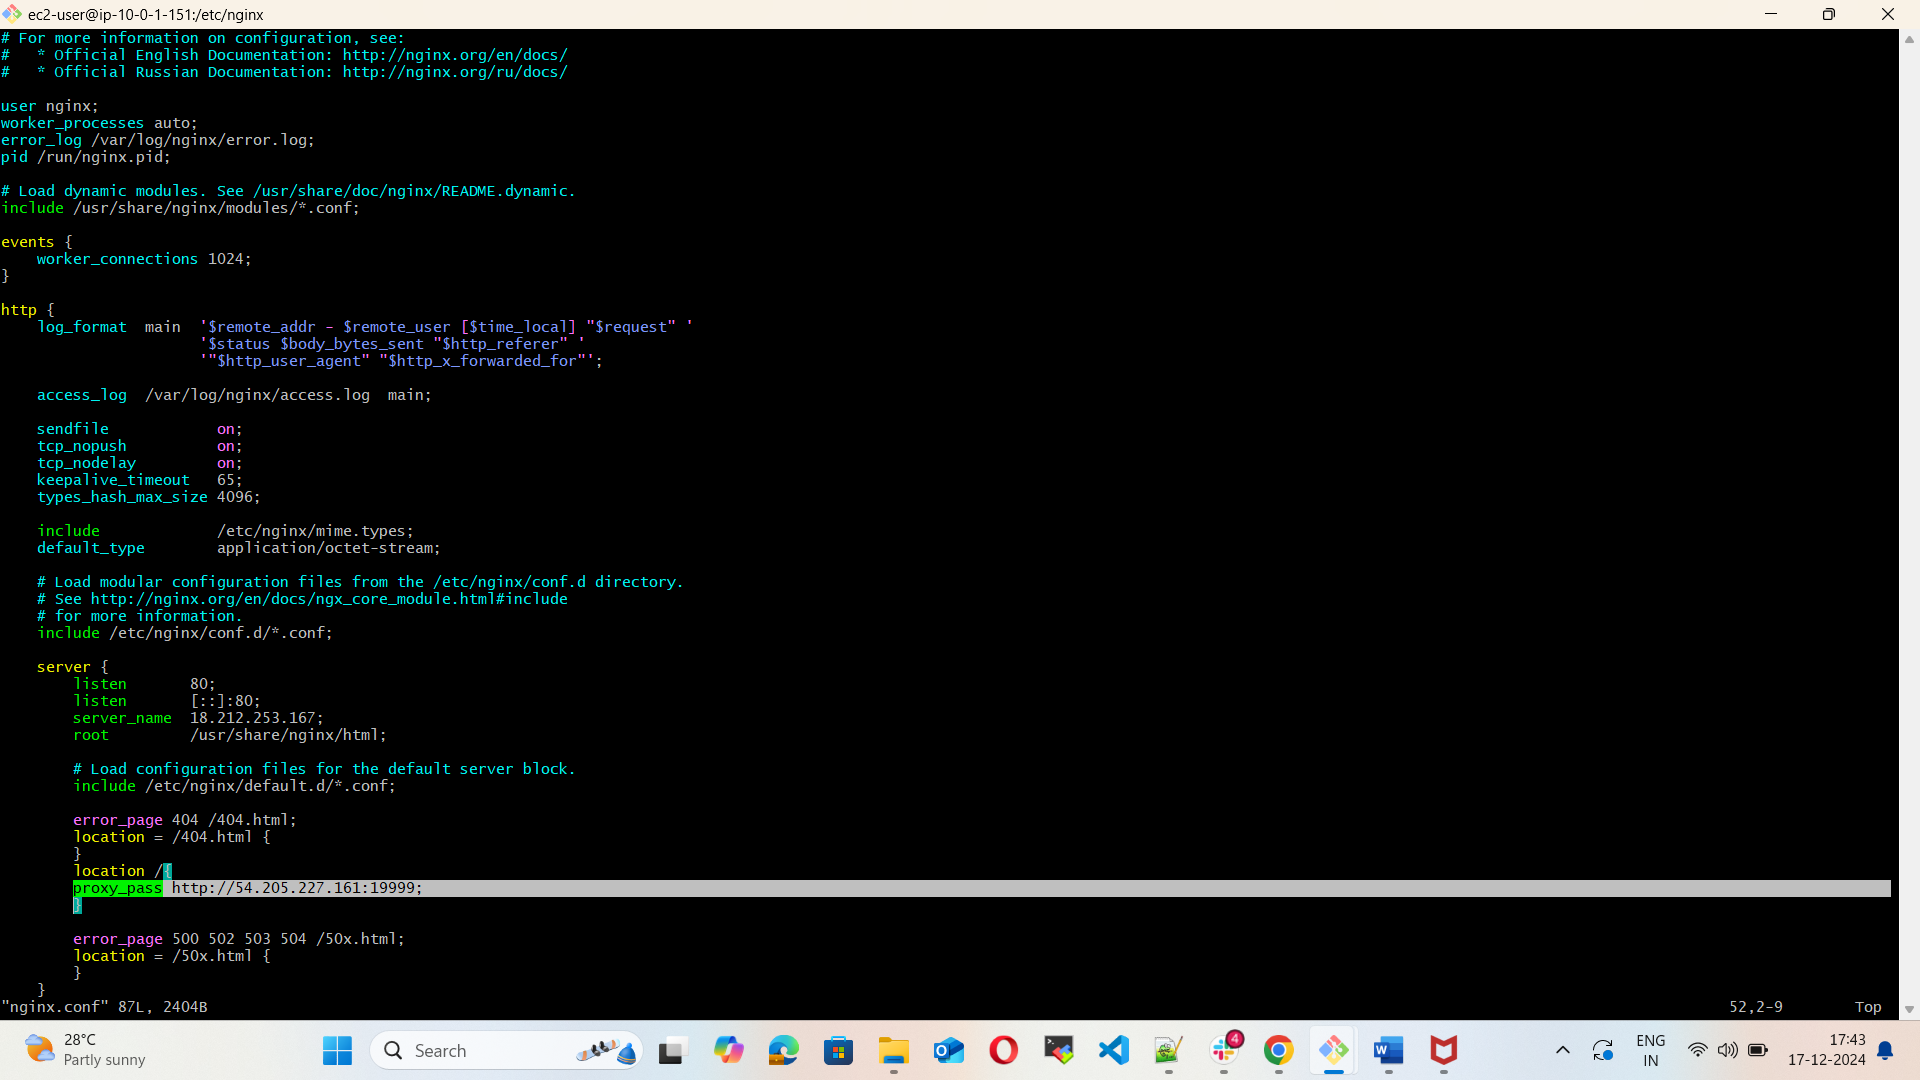 ec2-user@ip-10-0-1-151:/etc/nginx
# For more information on configuration, see:
#   * Official English Documentation: http://nginx.org/en/docs/
#   * Official Russian Documentation: http://nginx.org/ru/docs/

user nginx;
worker_processes auto;
error_log /var/log/nginx/error.log;
pid /run/nginx.pid;

# Load dynamic modules. See /usr/share/doc/nginx/README.dynamic.
include /usr/share/nginx/modules/*.conf;

events {
    worker_connections 1024;
}

http {
    log_format  main  '$remote_addr - $remote_user [$time_local] "$request" '
                      '$status $body_bytes_sent "$http_referer" '
                      '"$http_user_agent" "$http_x_forwarded_for"';

    access_log  /var/log/nginx/access.log  main;

    sendfile            on;
    tcp_nopush          on;
    tcp_nodelay         on;
    keepalive_timeout   65;
    types_hash_max_size 4096;

    include             /etc/nginx/mime.types;
    default_type        application/octet-stream;

    # Load modular configuration files from the /etc/nginx/conf.d directory.
    # See http://nginx.org/en/docs/ngx_core_module.html#include
    # for more information.
    include /etc/nginx/conf.d/*.conf;

    server {
        listen       80;
        listen       [::]:80;
        server_name  18.212.253.167;
        root         /usr/share/nginx/html;

        # Load configuration files for the default server block.
        include /etc/nginx/default.d/*.conf;

        error_page 404 /404.html;
        location = /404.html {
        }
        location /{
        proxy_pass http://54.205.227.161:19999;
        }

        error_page 500 502 503 504 /50x.html;
        location = /50x.html {
        }
    }
"nginx.conf" 87L, 2404B 52,2-9 Top
28°C
Partly sunny
Search
4
ENG
IN
17:43
17-12-2024